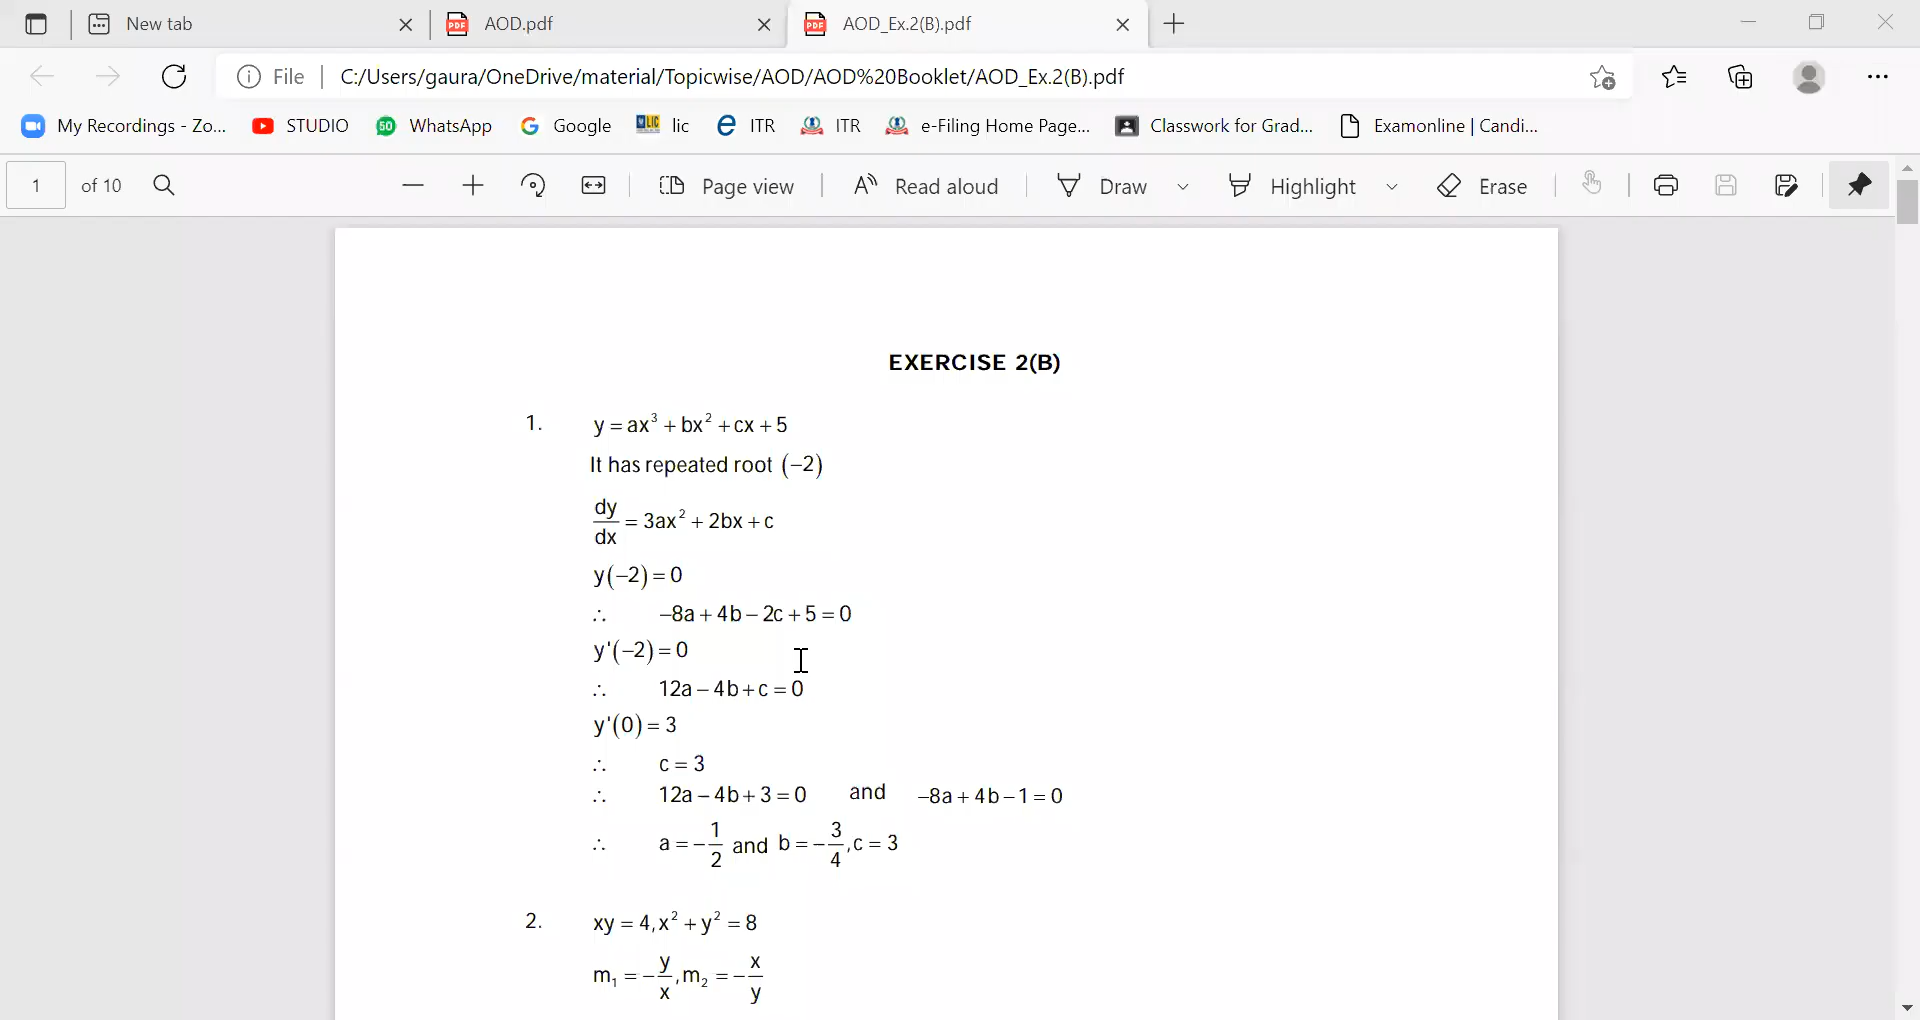 New tab
AOD.pdf
AOD_Ex.2(B).pdf
File
C:/Users/gaura/OneDrive/material/Topicwise/AOD/AOD%20Booklet/AOD_Ex.2(B).pdf
My Recordings - Zo... STUDIO 50 WhatsApp Google LIC lic ITR ITR e-Filing Home Page... Classwork for Grad... Examonline | Candi...
1 of 10 Page view Read aloud Draw Highlight Erase
EXERCISE 2(B)
1. y = ax³ + bx² + cx + 5
It has repeated root (−2)
dy/dx = 3ax² + 2bx + c
y(−2) = 0
∴ −8a + 4b − 2c + 5 = 0
y'(−2) = 0
∴ 12a − 4b + c = 0
y'(0) = 3
∴ c = 3
∴ 12a − 4b + 3 = 0 and −8a + 4b − 1 = 0
∴ a = −1/2 and b = −3/4, c = 3
2. xy = 4, x² + y² = 8
m₁ = −y/x, m₂ = −x/y